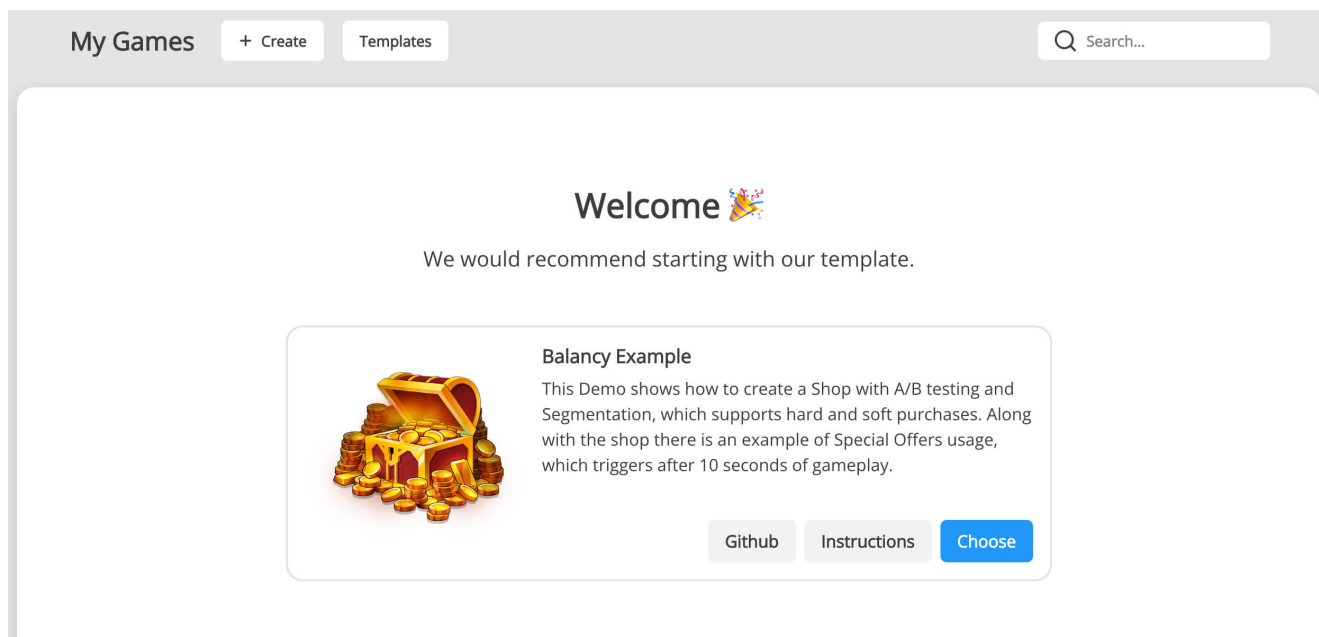 My Games
+ Create
Templates
Search...
Welcome 🎉
We would recommend starting with our template.
Balancy Example
This Demo shows how to create a Shop with A/B testing and
Segmentation, which supports hard and soft purchases. Along
with the shop there is an example of Special Offers usage,
which triggers after 10 seconds of gameplay.
Github
Instructions
Choose